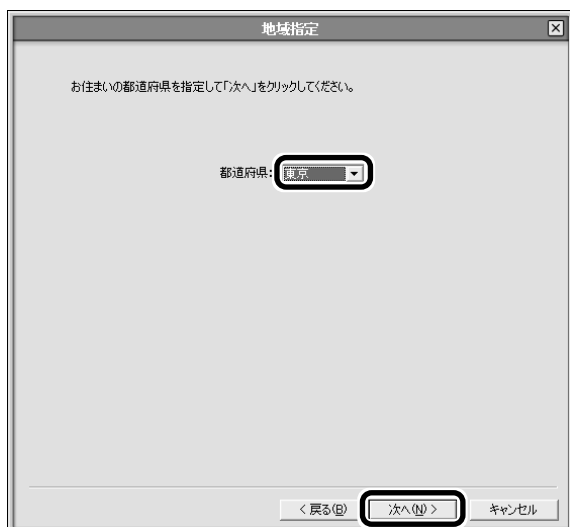 地域指定
お住まいの都道府県を指定して「次へ」をクリックしてください。
都道府県: 東京
< 戻る(B) 次へ(N) > キャンセル